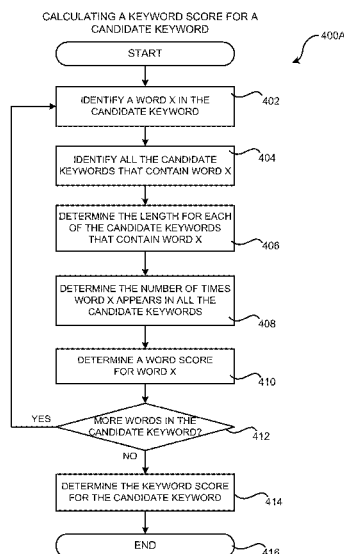 CALCULATING A KEYWORD SCORE FOR A
CANDIDATE KEYWORD
400A
START
IDENTIFY A WORD X IN THE
CANDIDATE KEYWORD
402
IDENTIFY ALL THE CANDIDATE
KEYWORDS THAT CONTAIN WORD X
404
DETERMINE THE LENGTH FOR EACH
OF THE CANDIDATE KEYWORDS
THAT CONTAIN WORD X
406
DETERMINE THE NUMBER OF TIMES
WORD X APPEARS IN ALL THE
CANDIDATE KEYWORDS
408
DETERMINE A WORD SCORE
FOR WORD X
410
YES
MORE WORDS IN THE
CANDIDATE KEYWORD?
412
NO
DETERMINE THE KEYWORD SCORE
FOR THE CANDIDATE KEYWORD
414
END
416